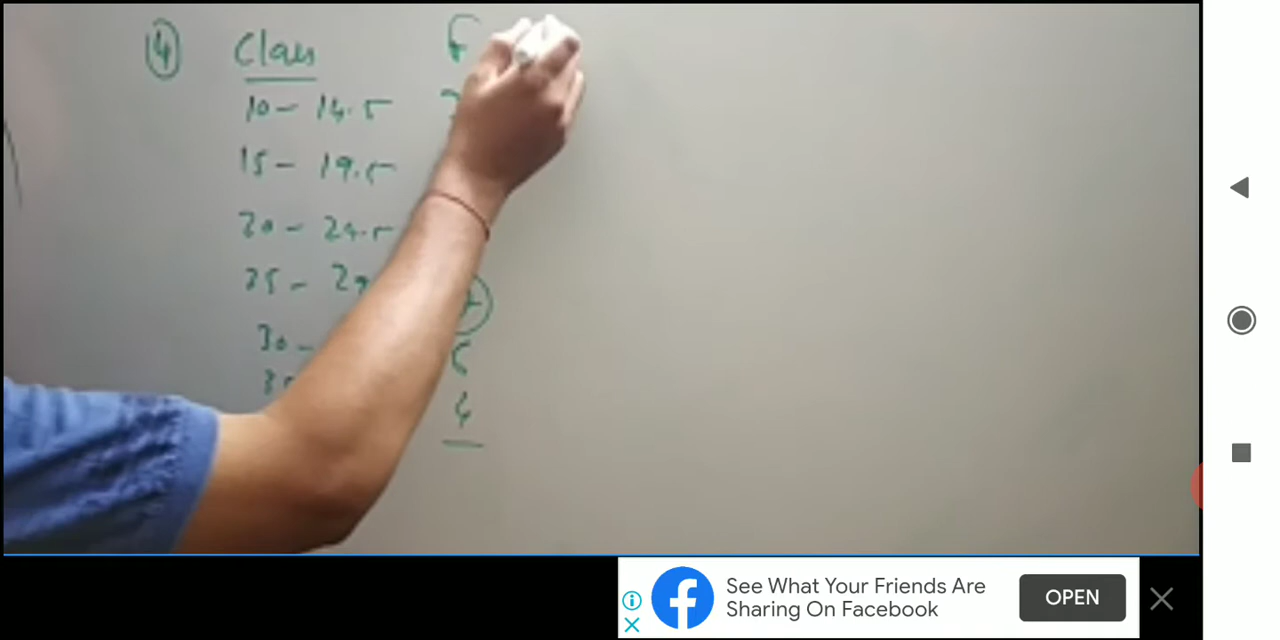 4 Class f
10 - 14.5
15 - 19.5
20 - 24.5
25 - 29
30 -
5
4
See What Your Friends Are
Sharing On Facebook
OPEN